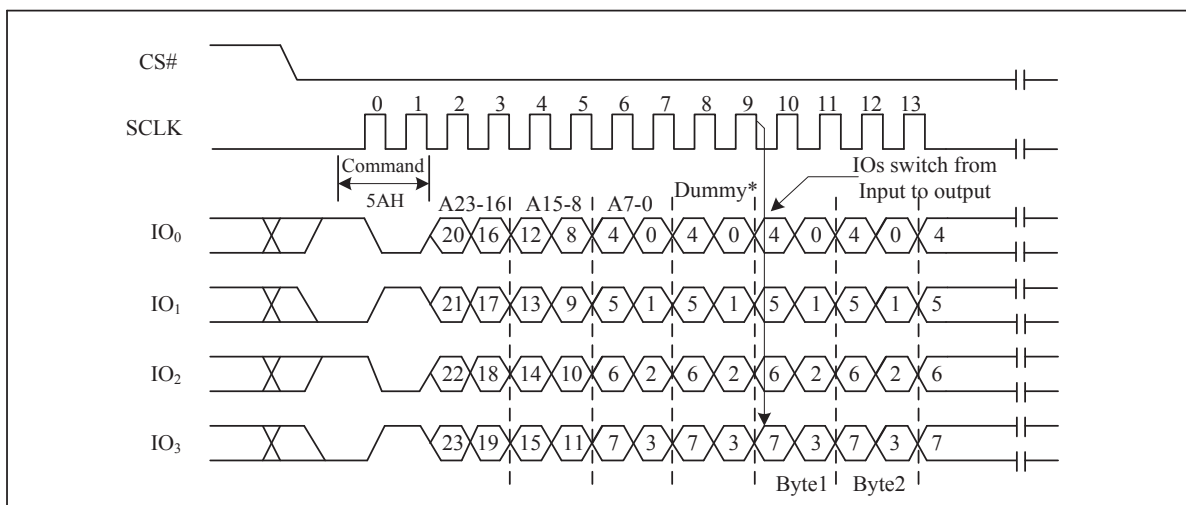 CS#
0 1 2 3 4 5 6 7 8 9 10 11 12 13
SCLK
Command
5AH
IOs switch from
Input to output
Dummy*
A23-16 A15-8 A7-0
IO₀ 20 16 12 8 4 0 4 0 4 0 4 0 4
IO₁ 21 17 13 9 5 1 5 1 5 1 5 1 5
IO₂ 22 18 14 10 6 2 6 2 6 2 6 2 6
IO₃ 23 19 15 11 7 3 7 3 7 3 7 3 7
Byte1 Byte2